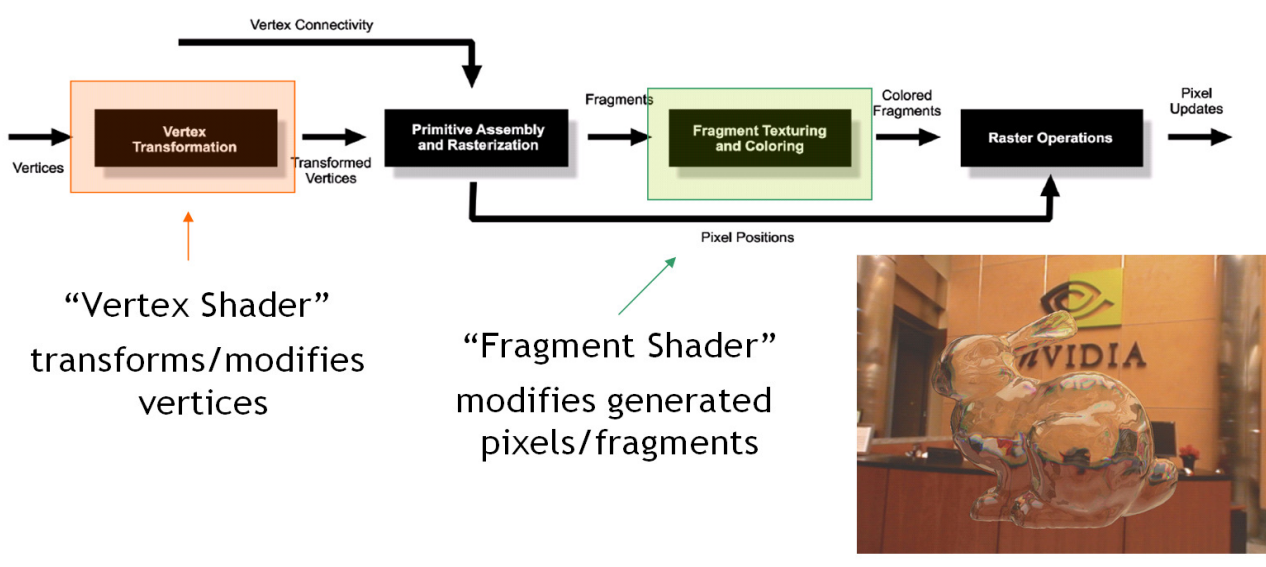 Vertex Connectivity
Vertices
Vertex
Transformation
Transformed
Vertices
Primitive Assembly
and Rasterization
Fragments
Fragment Texturing
and Coloring
Colored
Fragments
Raster Operations
Pixel
Updates
Pixel Positions
“Vertex Shader”
transforms/modifies
vertices
“Fragment Shader”
modifies generated
pixels/fragments
NVIDIA